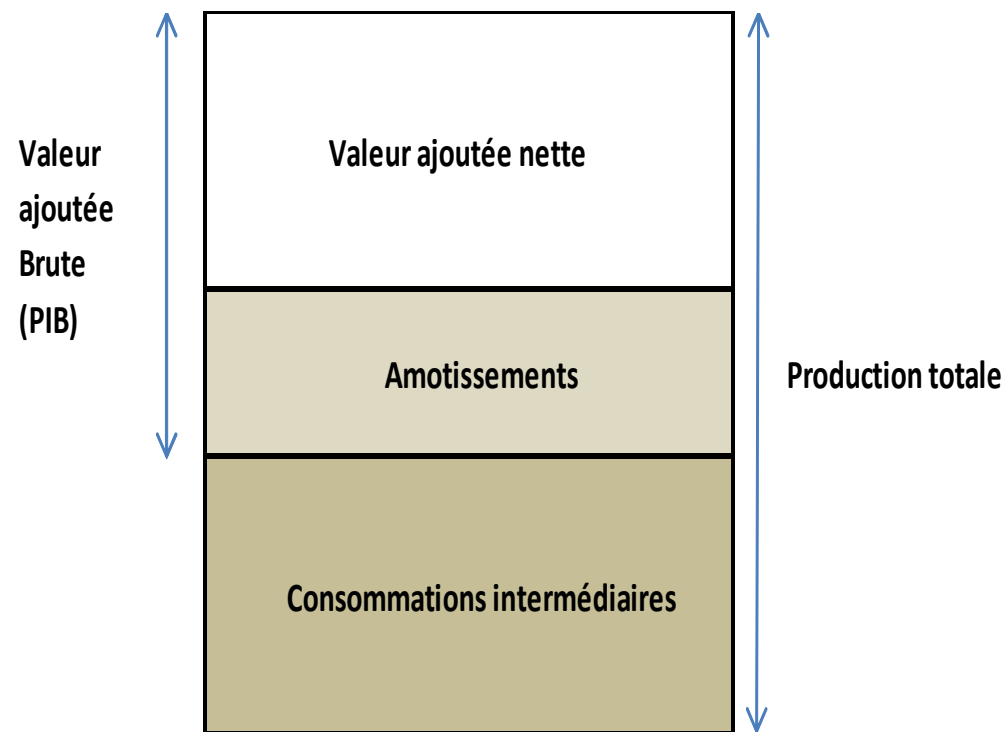 Valeur
ajoutée
Brute
(PIB)
Valeur ajoutée nette
Amotissements
Production totale
Consommations intermédiaires